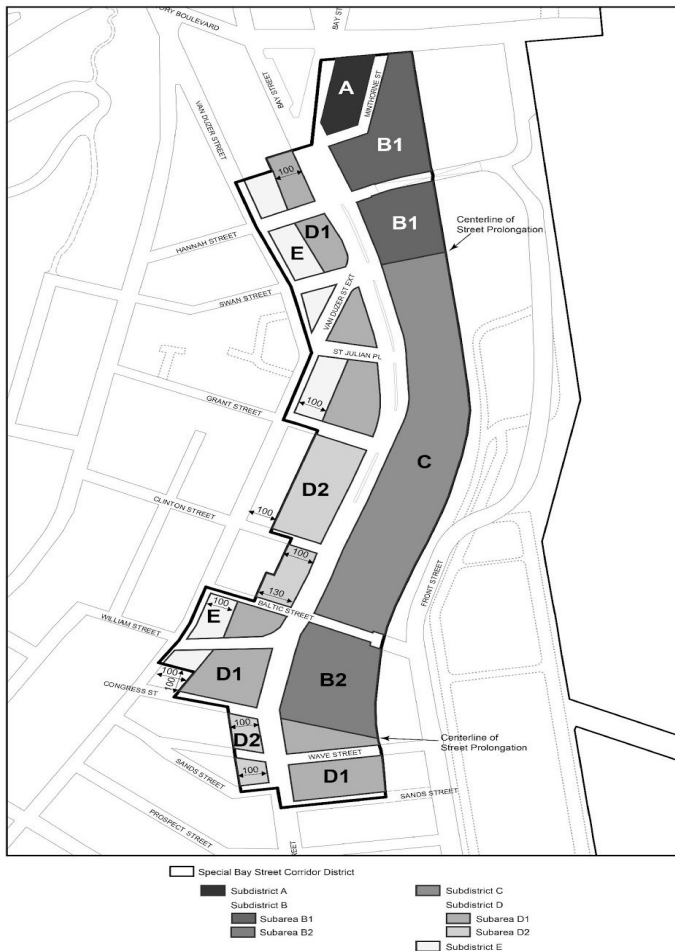 ORY BOULEVARD
BAY ST
BAY STREET
VAN DUZER STREET
A
MINTHORNE ST
B1
100
B1
Centerline of
Street Prolongation
D1
HANNAH STREET
E
SWAN STREET
VAN DUZER ST EXT
ST JULIAN PL
100
GRANT STREET
C
D2
100
CLINTON STREET
100
130
FRONT STREET
BALTIC STREET
100
E
WILLIAM STREET
D1
B2
100
100
CONGRESS ST
100
D2
Centerline of
Street Prolongation
WAVE STREET
100
D1
SANDS STREET
SANDS STREET
PROSPECT STREET
STREET
Special Bay Street Corridor District
Subdistrict A
Subdistrict B
Subarea B1
Subarea B2
Subdistrict C
Subdistrict D
Subarea D1
Subarea D2
Subdistrict E